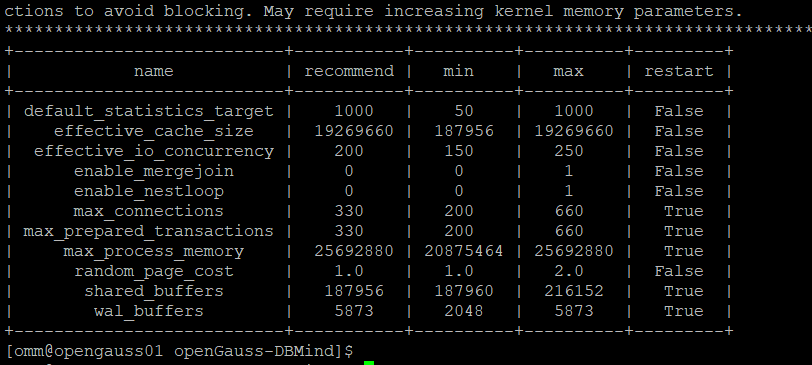 ctions to avoid blocking. May require increasing kernel memory parameters.
*********************************************************************************
+---------------------------+-----------+----------+----------+---------+
| name | recommend | min | max | restart |
+---------------------------+-----------+----------+----------+---------+
| default_statistics_target | 1000 | 50 | 1000 | False |
| effective_cache_size | 19269660 | 187956 | 19269660 | False |
| effective_io_concurrency | 200 | 150 | 250 | False |
| enable_mergejoin | 0 | 0 | 1 | False |
| enable_nestloop | 0 | 0 | 1 | False |
| max_connections | 330 | 200 | 660 | True |
| max_prepared_transactions | 330 | 200 | 660 | True |
| max_process_memory | 25692880 | 20875464 | 25692880 | True |
| random_page_cost | 1.0 | 1.0 | 2.0 | False |
| shared_buffers | 187956 | 187960 | 216152 | True |
| wal_buffers | 5873 | 2048 | 5873 | True |
+---------------------------+-----------+----------+----------+---------+
[omm@opengauss01 openGauss-DBMind]$